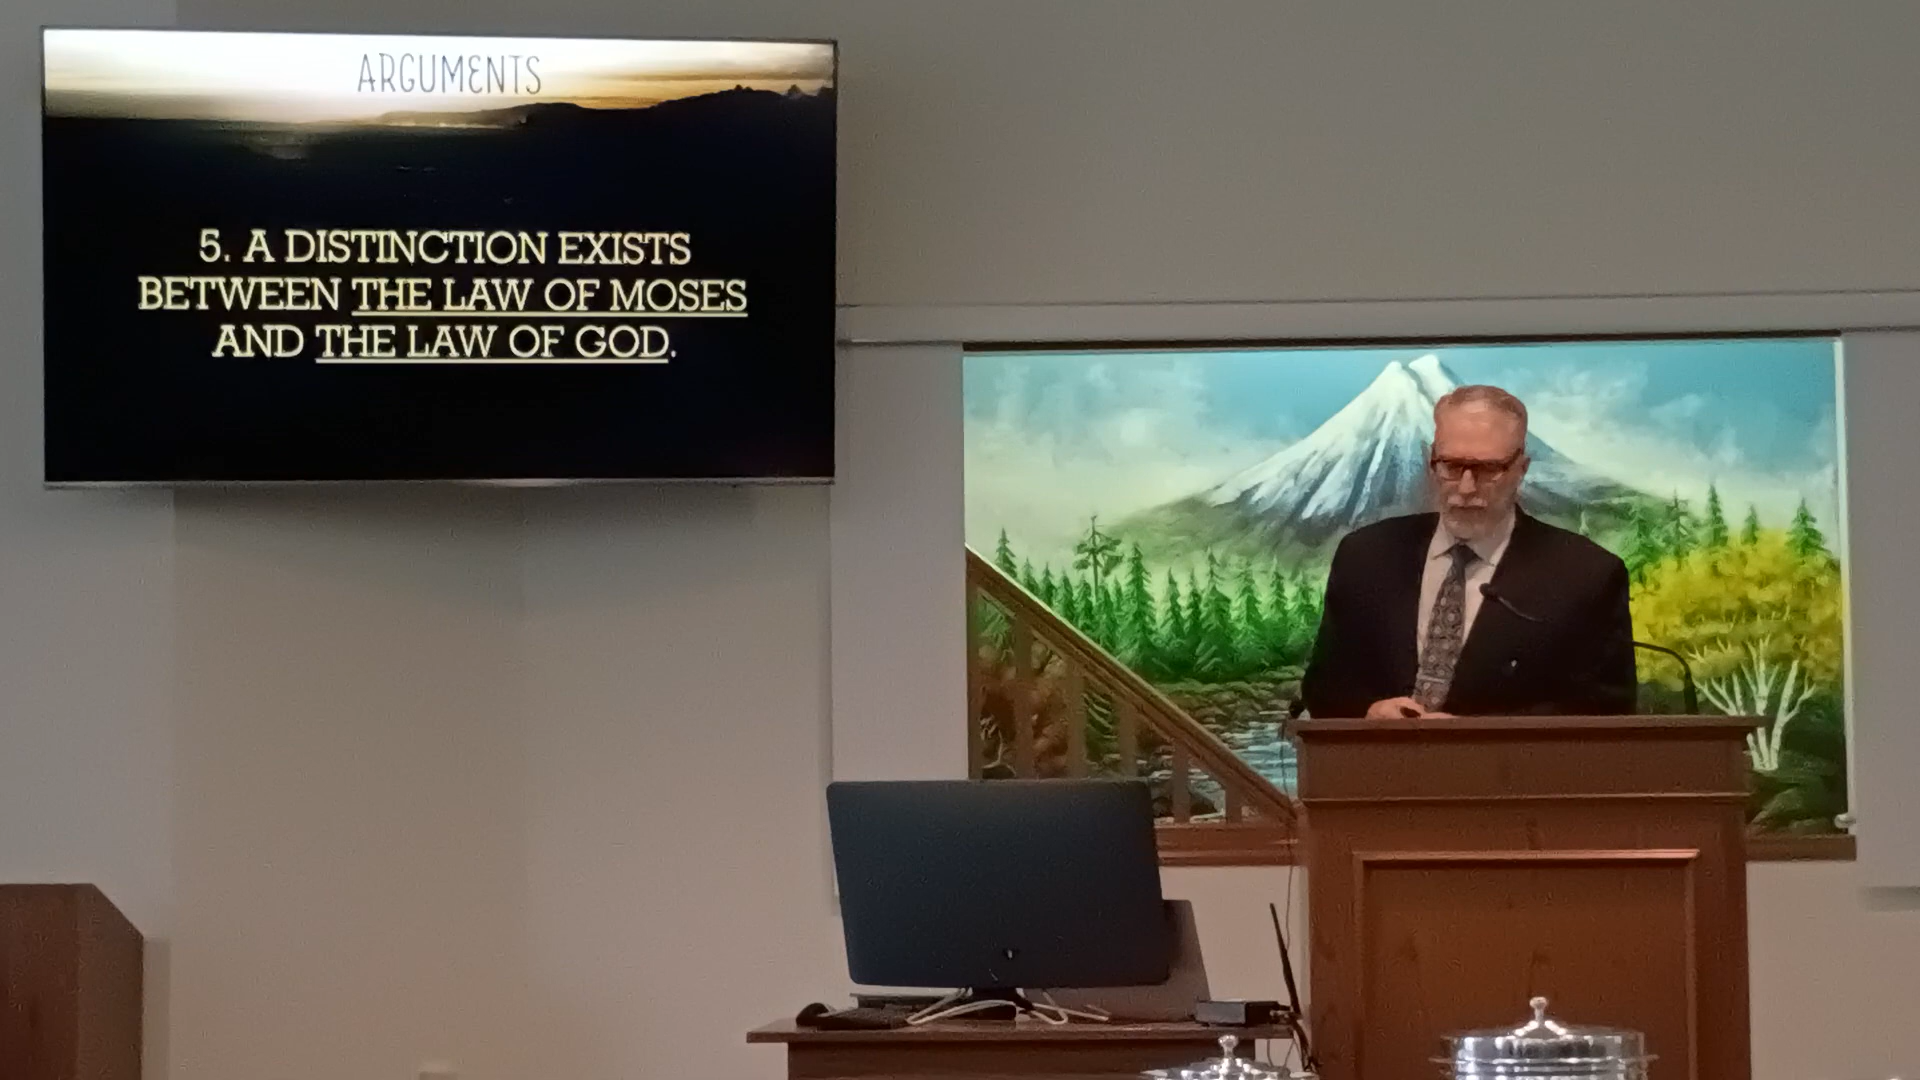 ARGUMENTS
5. A DISTINCTION EXISTS
BETWEEN THE LAW OF MOSES
AND THE LAW OF GOD.